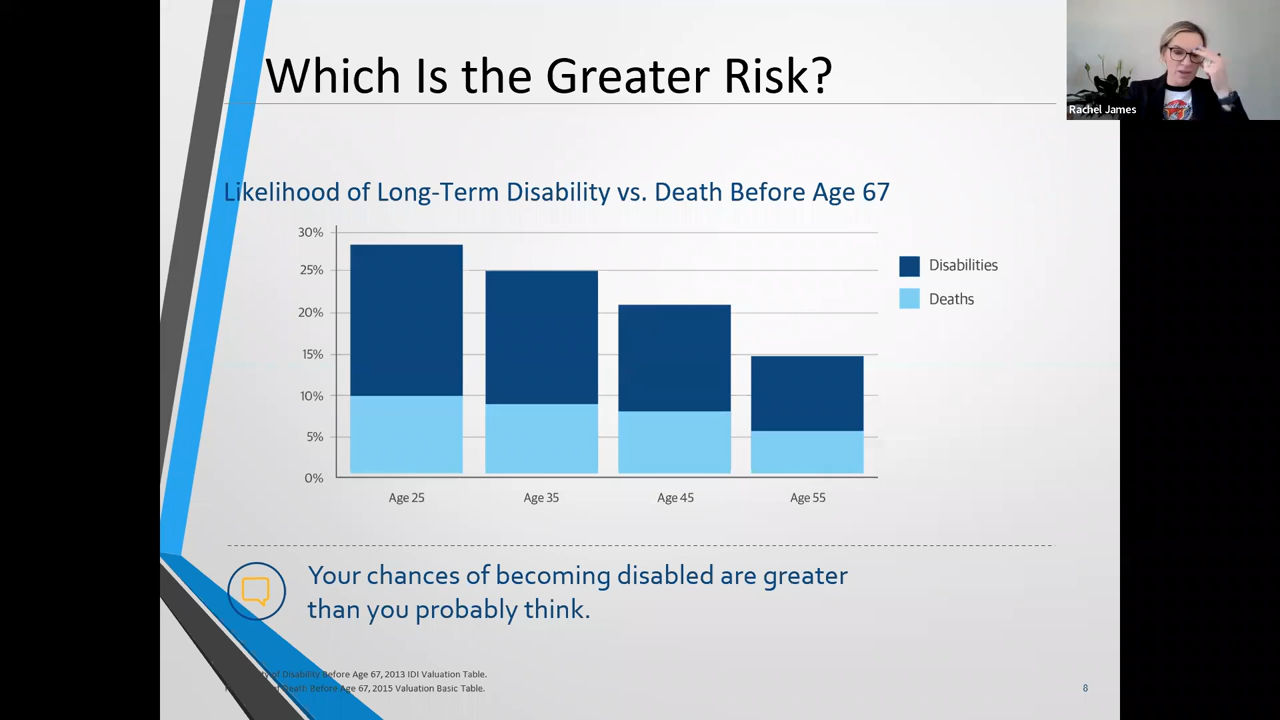 Which Is the Greater Risk?
Rachel James
Likelihood of Long-Term Disability vs. Death Before Age 67
30%
25%
20%
15%
10%
5%
0%
Age 25
Age 35
Age 45
Age 55
Disabilities
Deaths
Your chances of becoming disabled are greater
than you probably think.
of Disability Before Age 67, 2013 IDI Valuation Table.
Death Before Age 67, 2015 Valuation Basic Table.
8